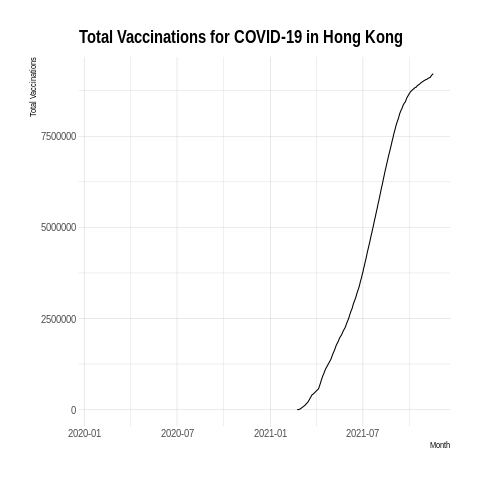 Total Vaccinations for COVID-19 in Hong Kong
Total Vaccinations
7500000
5000000
2500000
0
2020-01 2020-07 2021-01 2021-07
Month